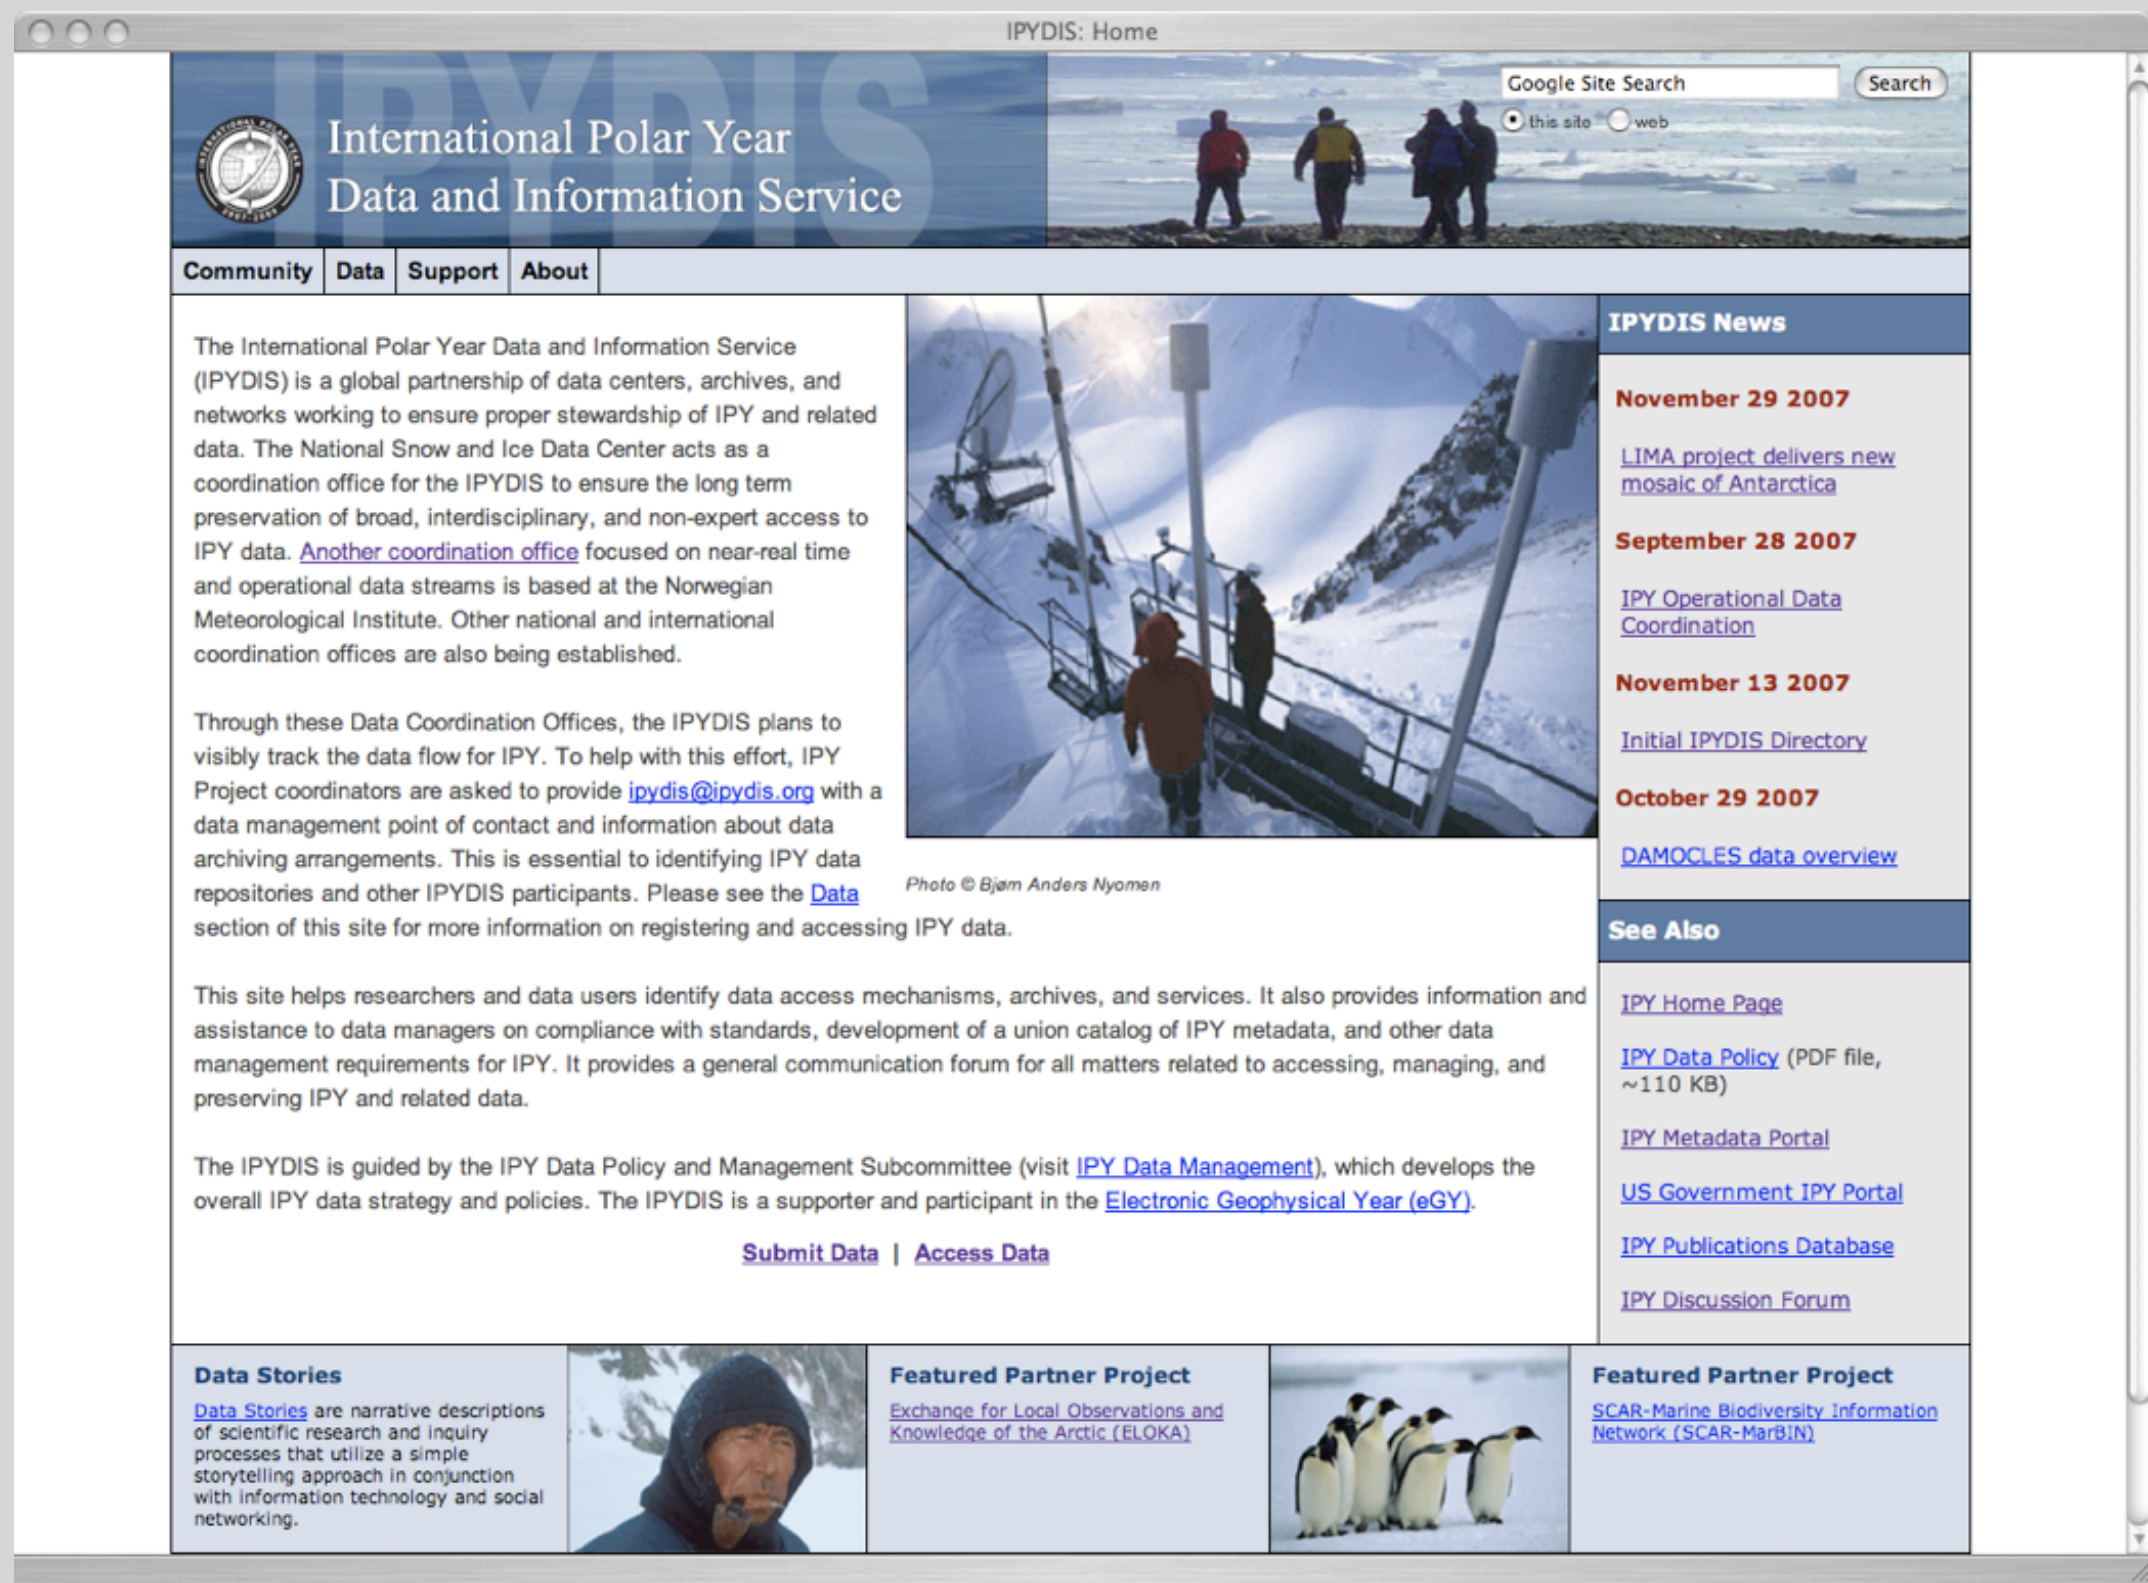 IPYDIS: Home
IPYDIS
INTERNATIONAL POLAR YEAR
2007-2008
International Polar Year
Data and Information Service
Google Site Search
Search
this site web
Community Data Support About
The International Polar Year Data and Information Service
(IPYDIS) is a global partnership of data centers, archives, and
networks working to ensure proper stewardship of IPY and related
data. The National Snow and Ice Data Center acts as a
coordination office for the IPYDIS to ensure the long term
preservation of broad, interdisciplinary, and non-expert access to
IPY data. Another coordination office focused on near-real time
and operational data streams is based at the Norwegian
Meteorological Institute. Other national and international
coordination offices are also being established.
Through these Data Coordination Offices, the IPYDIS plans to
visibly track the data flow for IPY. To help with this effort, IPY
Project coordinators are asked to provide ipydis@ipydis.org with a
data management point of contact and information about data
archiving arrangements. This is essential to identifying IPY data
repositories and other IPYDIS participants. Please see the Data
section of this site for more information on registering and accessing IPY data.
Photo © Bjørn Anders Nyomen
This site helps researchers and data users identify data access mechanisms, archives, and services. It also provides information and
assistance to data managers on compliance with standards, development of a union catalog of IPY metadata, and other data
management requirements for IPY. It provides a general communication forum for all matters related to accessing, managing, and
preserving IPY and related data.
The IPYDIS is guided by the IPY Data Policy and Management Subcommittee (visit IPY Data Management), which develops the
overall IPY data strategy and policies. The IPYDIS is a supporter and participant in the Electronic Geophysical Year (eGY).
Submit Data | Access Data
IPYDIS News
November 29 2007
LIMA project delivers new
mosaic of Antarctica
September 28 2007
IPY Operational Data
Coordination
November 13 2007
Initial IPYDIS Directory
October 29 2007
DAMOCLES data overview
See Also
IPY Home Page
IPY Data Policy (PDF file,
~110 KB)
IPY Metadata Portal
US Government IPY Portal
IPY Publications Database
IPY Discussion Forum
Data Stories
Data Stories are narrative descriptions
of scientific research and inquiry
processes that utilize a simple
storytelling approach in conjunction
with information technology and social
networking.
Featured Partner Project
Exchange for Local Observations and
Knowledge of the Arctic (ELOKA)
Featured Partner Project
SCAR-Marine Biodiversity Information
Network (SCAR-MarBIN)